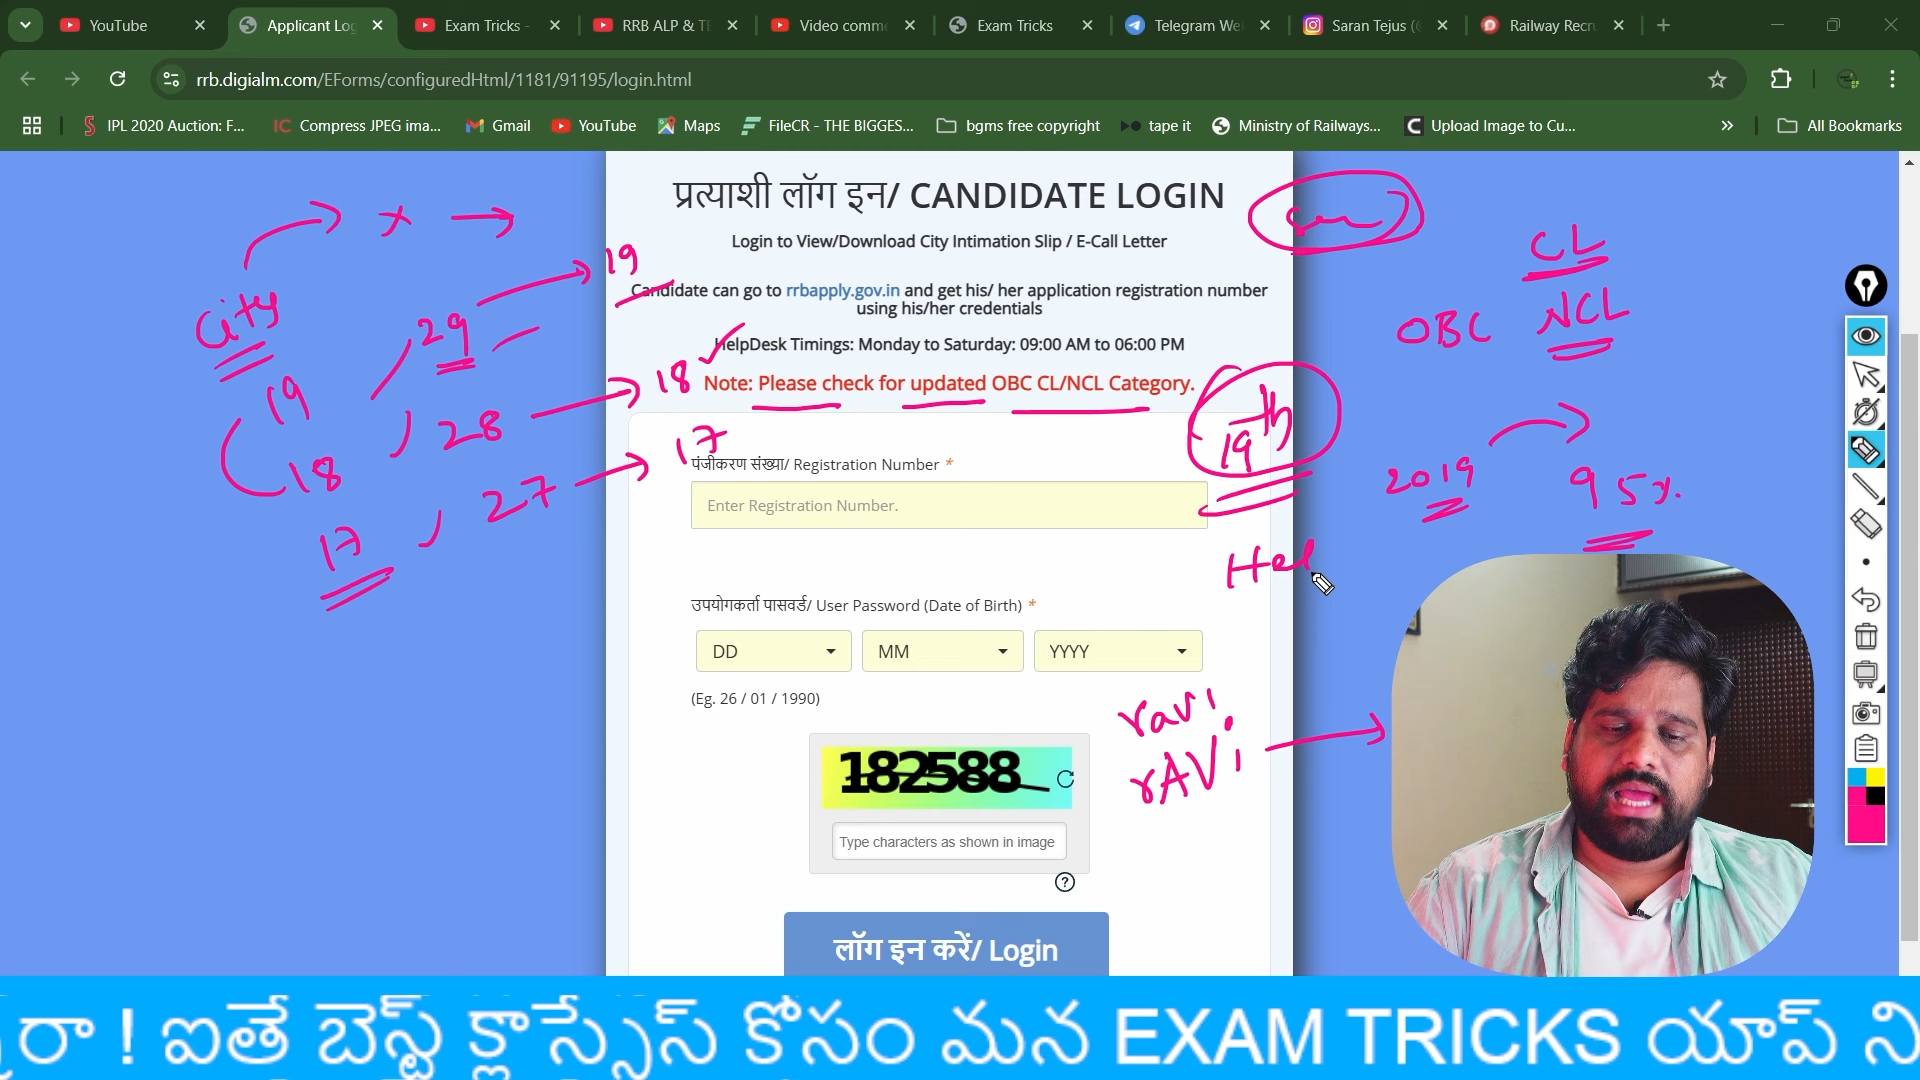 YouTube
Applicant Log
Exam Tricks -
RRB ALP & TE
Video comme
Exam Tricks
Telegram We
Saran Tejus (
Railway Recru
rrb.digialm.com/EForms/configuredHtml/1181/91195/login.html
IPL 2020 Auction: F...
Compress JPEG ima...
Gmail
YouTube
Maps
FileCR - THE BIGGES...
bgms free copyright
tape it
Ministry of Railways...
Upload Image to Cu...
All Bookmarks
प्रत्याशी लॉग इन/ CANDIDATE LOGIN
Login to View/Download City Intimation Slip / E-Call Letter
Candidate can go to rrbapply.gov.in and get his/ her application registration number
using his/her credentials
HelpDesk Timings: Monday to Saturday: 09:00 AM to 06:00 PM
Note: Please check for updated OBC CL/NCL Category.
पंजीकरण संख्या/ Registration Number *
Enter Registration Number.
उपयोगकर्ता पासवर्ड/ User Password (Date of Birth) *
DD
MM
YYYY
(Eg. 26 / 01 / 1990)
182588
Type characters as shown in image
लॉग इन करें/ Login
City
x
29
19
19
18
28
18
17
27
17
19th
CL
OBC NCL
2019
95%
Hel
ravi
rAVi
! ఐతే బెస్ట్ క్లాస్సేస్ కోసం మన EXAM TRICKS యాప్ ని